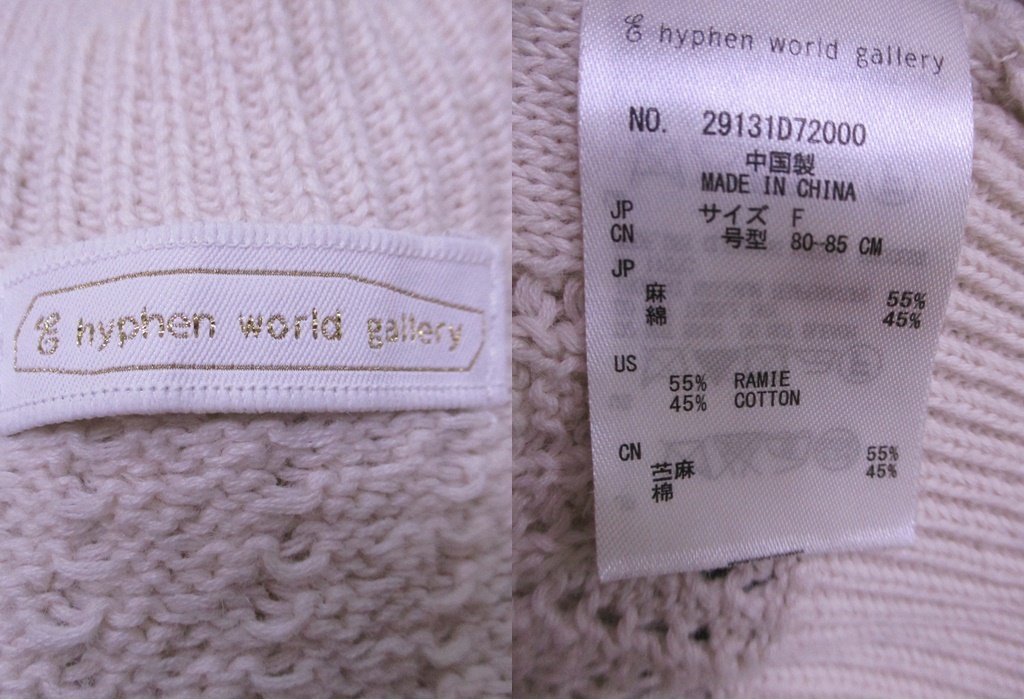 hyphen world gallery
hyphen world gallery
NO. 29131D72000
中国製
MADE IN CHINA
JP サイズ F
CN 号型 80-85 CM
JP
麻 55%
綿 45%
US
55% RAMIE
45% COTTON
CN
苎麻 55%
棉 45%